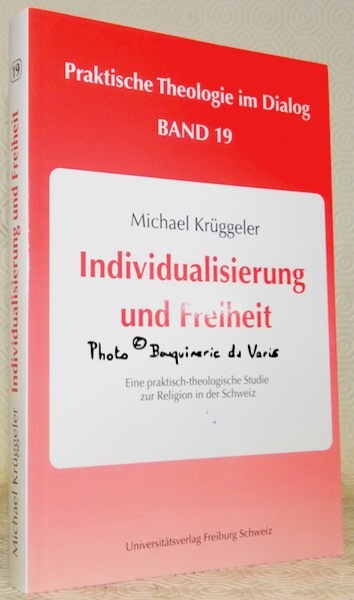 Praktische Theologie im Dialog
BAND 19
Michael Krüggeler
Individualisierung
und Freiheit
Photo © Bouquinerie du Varis
Eine praktisch-theologische Studie
zur Religion in der Schweiz
Universitätsverlag Freiburg Schweiz
19
Michael Krüggeler Individualisierung und Freiheit